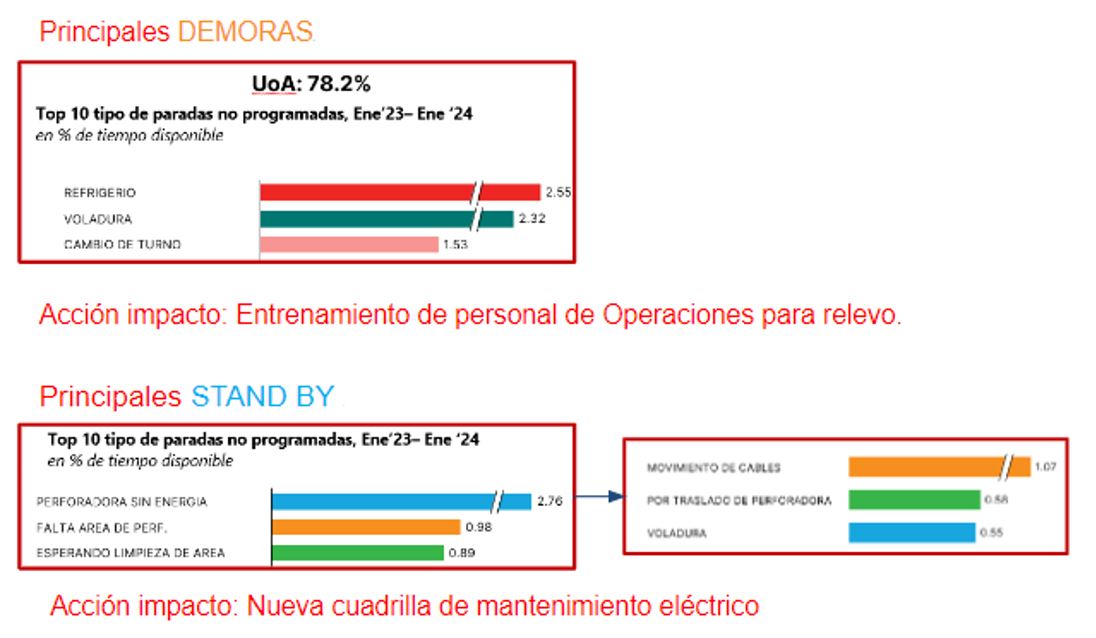 Principales DEMORAS
UoA: 78.2%
Top 10 tipo de paradas no programadas, Ene'23– Ene '24
en % de tiempo disponible
REFRIGERIO 2.55
VOLADURA 2.32
CAMBIO DE TURNO 1.53
Acción impacto: Entrenamiento de personal de Operaciones para relevo.
Principales STAND BY
Top 10 tipo de paradas no programadas, Ene'23– Ene '24
en % de tiempo disponible
PERFORADORA SIN ENERGIA 2.76
FALTA AREA DE PERF. 0.98
ESPERANDO LIMPIEZA DE AREA 0.89
MOVIMIENTO DE CABLES 1.07
POR TRASLADO DE PERFORADORA 0.58
VOLADURA 0.55
Acción impacto: Nueva cuadrilla de mantenimiento eléctrico